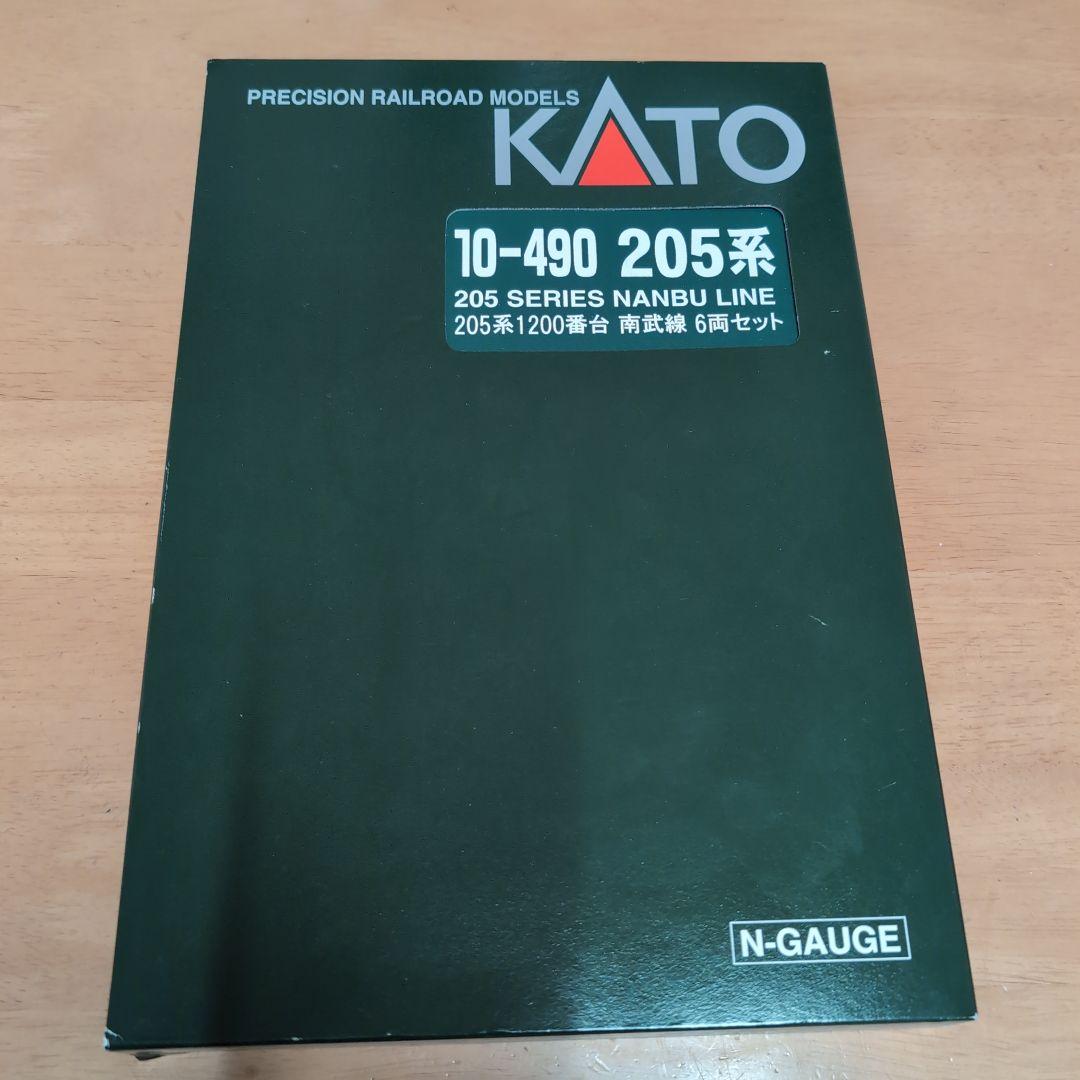 PRECISION RAILROAD MODELS
KATO
10-490 205系
205 SERIES NANBU LINE
205系1200番台 南武線 6両セット
N-GAUGE